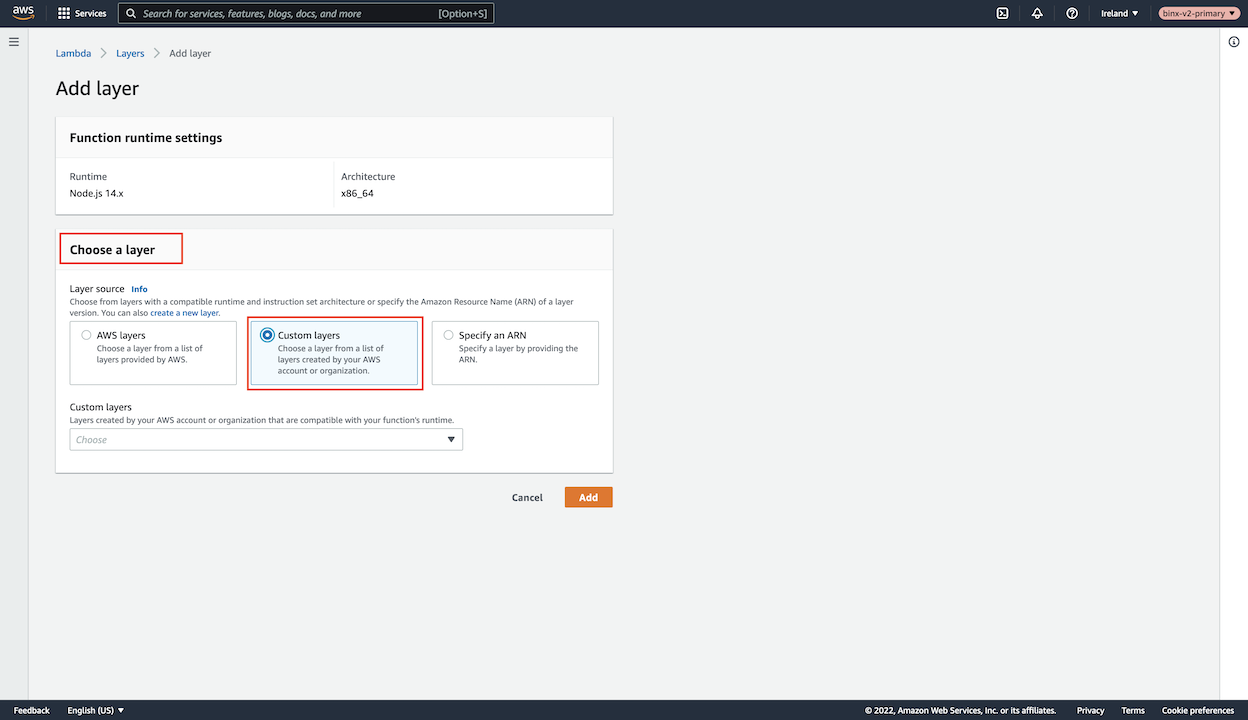 aws
Services
Search for services, features, blogs, docs, and more
[Option+S]
Ireland
binx-v2-primary
Lambda
Layers
Add layer
Add layer
Function runtime settings
Runtime
Node.js 14.x
Architecture
x86_64
Choose a layer
Layer source Info
Choose from layers with a compatible runtime and instruction set architecture or specify the Amazon Resource Name (ARN) of a layer
version. You can also create a new layer.
AWS layers
Choose a layer from a list of
layers provided by AWS.
Custom layers
Choose a layer from a list of
layers created by your AWS
account or organization.
Specify an ARN
Specify a layer by providing the
ARN.
Custom layers
Layers created by your AWS account or organization that are compatible with your function's runtime.
Choose
Cancel
Add
Feedback
English (US)
© 2022, Amazon Web Services, Inc. or its affiliates.
Privacy
Terms
Cookie preferences